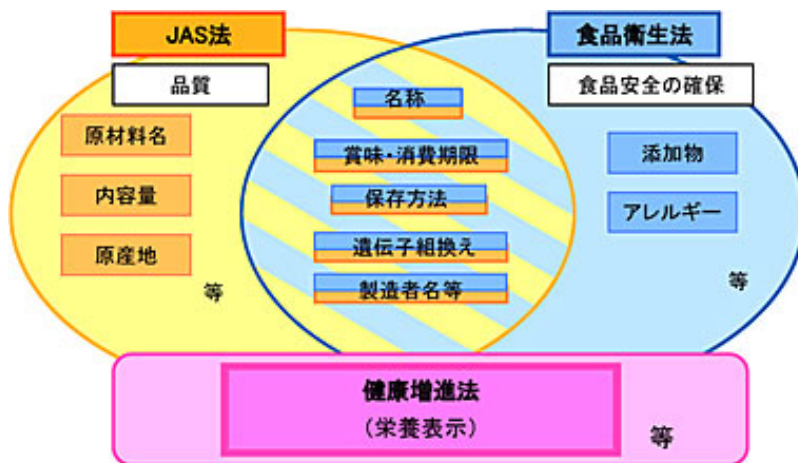 JAS法
品質
原材料名
内容量
原産地
等
名称
賞味・消費期限
保存方法
遺伝子組換え
製造者名等
食品衛生法
食品安全の確保
添加物
アレルギー
等
健康増進法
(栄養表示)
等